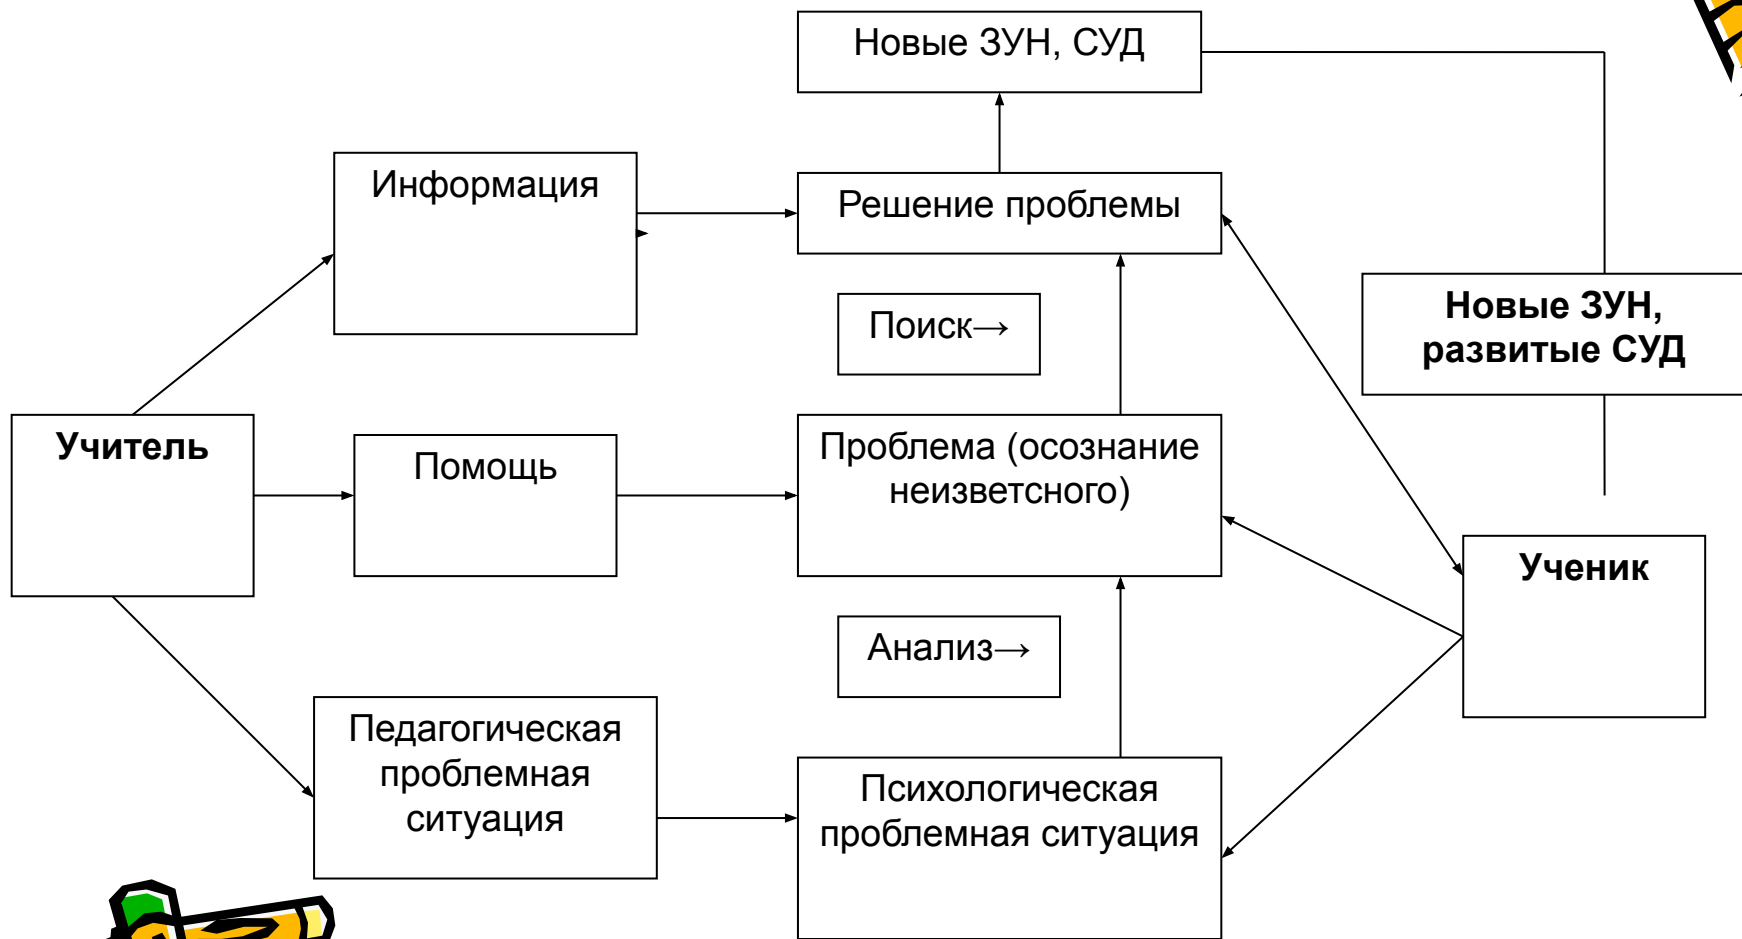 Новые ЗУН, СУД
Информация
Решение проблемы
Поиск→
Новые ЗУН,
развитые СУД
Учитель
Помощь
Проблема (осознание
неизветсного)
Ученик
Анализ→
Педагогическая
проблемная
ситуация
Психологическая
проблемная ситуация